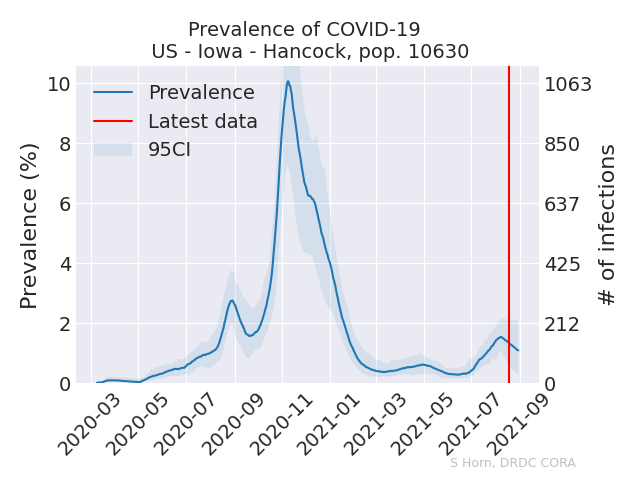 Prevalence of COVID-19
US - Iowa - Hancock, pop. 10630
Prevalence
Latest data
95CI
Prevalence (%)
10
8
6
4
2
0
# of infections
1063
850
637
425
212
0
2020-03
2020-05
2020-07
2020-09
2020-11
2021-01
2021-03
2021-05
2021-07
2021-09
S Horn, DRDC CORA